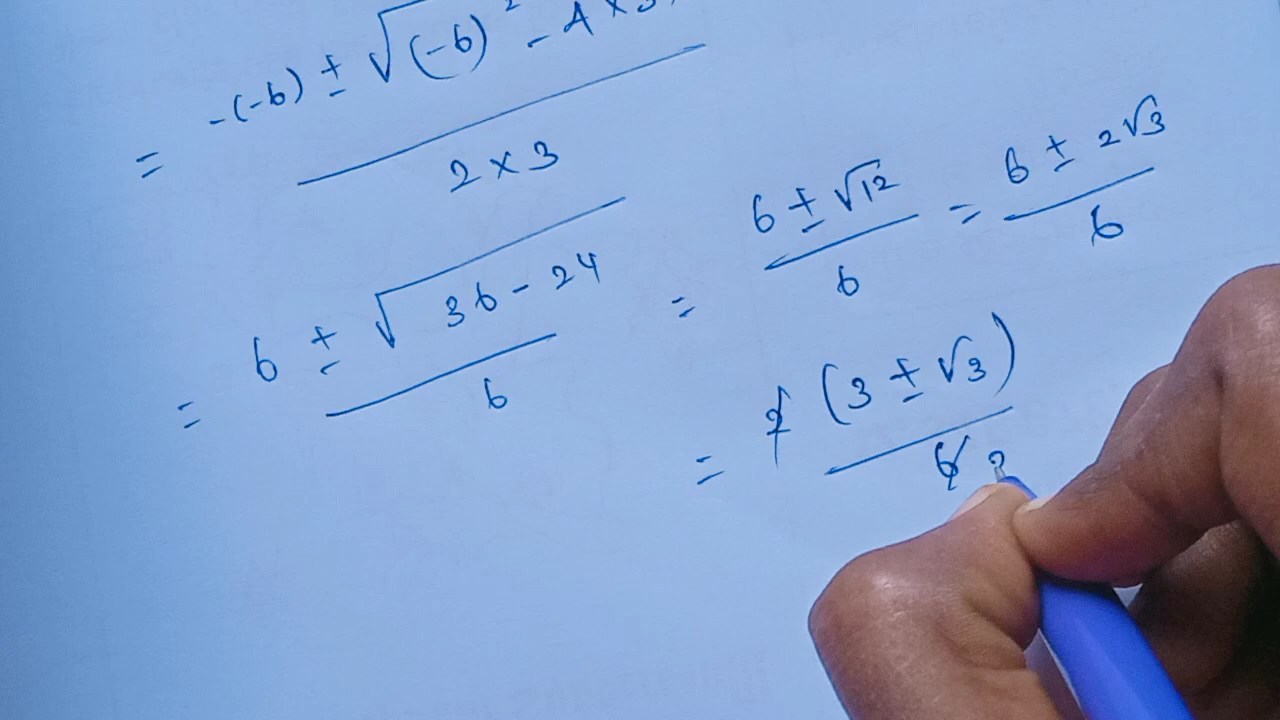 = -(-6) ± √(-6)² - 4 × 3
2 × 3
= 6 ± √36 - 24
6
= 6 ± √12
6
= 6 ± 2√3
6
= 2 (3 ± √3)
6